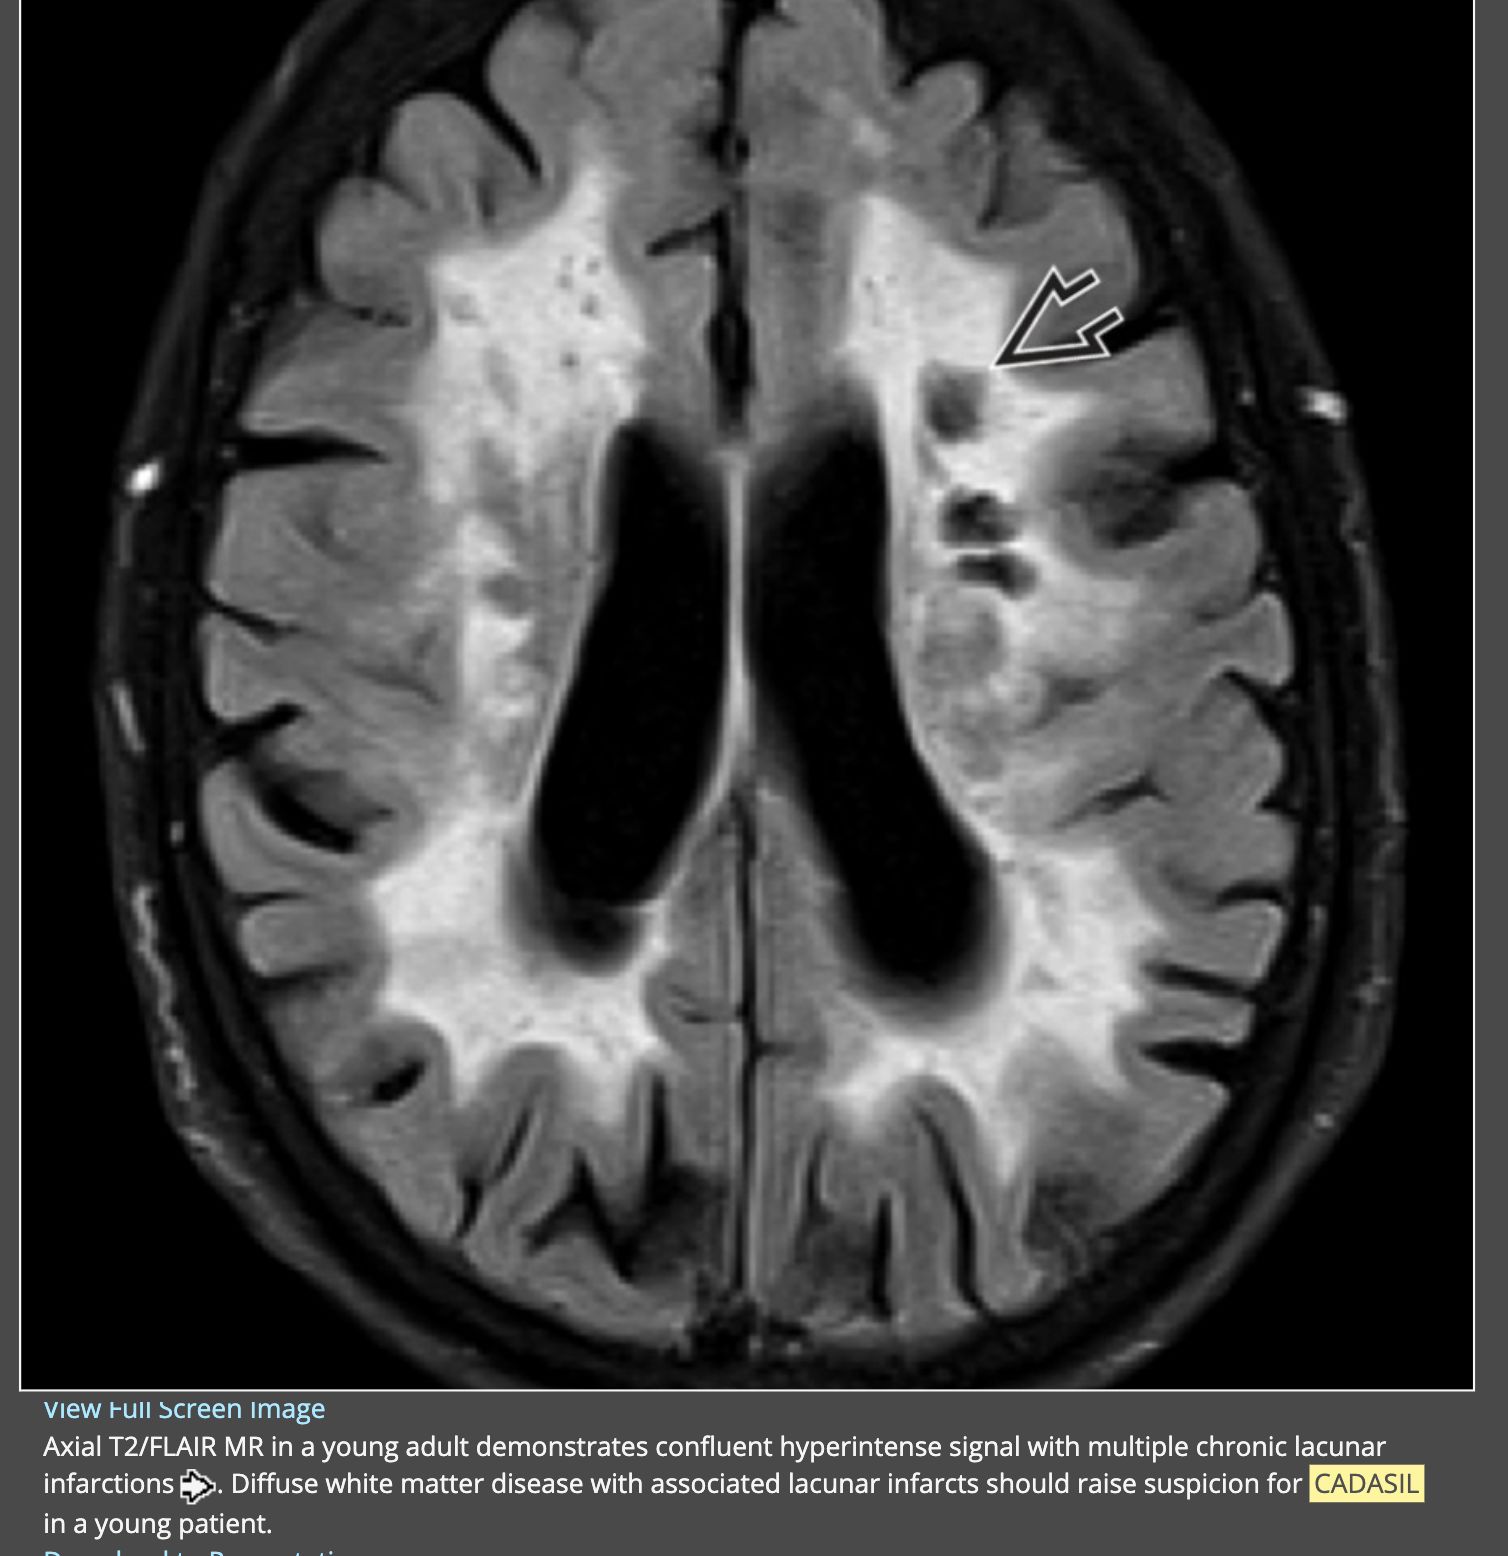 View Full Screen Image
Axial T2/FLAIR MR in a young adult demonstrates confluent hyperintense signal with multiple chronic lacunar
infarctions . Diffuse white matter disease with associated lacunar infarcts should raise suspicion for CADASIL
in a young patient.